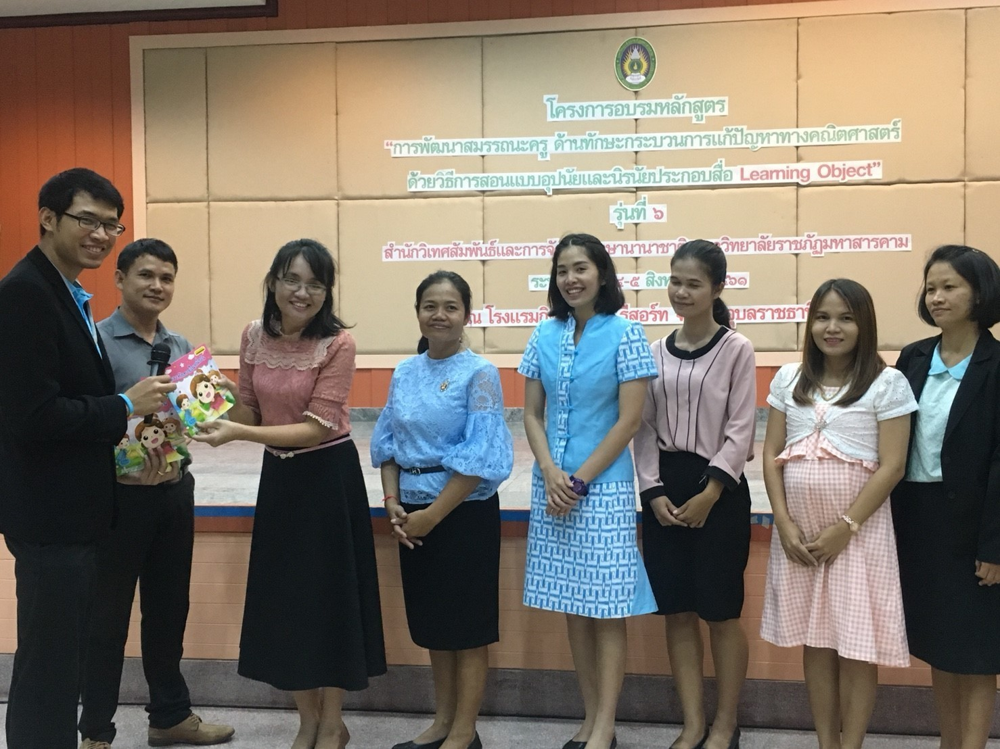 โครงการอบรมหลักสูตร
“การพัฒนาสมรรถนะครู ด้านทักษะกระบวนการแก้ปัญหาทางคณิตศาสตร์
ด้วยวิธีการสอนแบบอุปนัยและนิรนัยประกอบสื่อ Learning Object”
รุ่นที่ ๖
สำนักวิเทศสัมพันธ์และการจั ษานานาชาติ วิทยาลัยราชภัฏมหาสารคาม
ระ ๔-๕ สิงห ๖๑
ณ โรงแรม รีสอร์ท อุบลราชธา